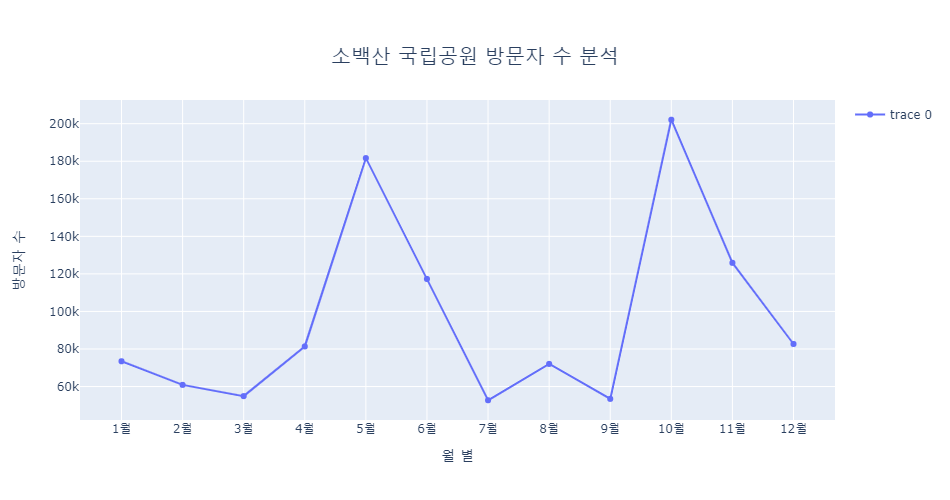 소백산 국립공원 방문자 수 분석
trace 0
200k
180k
160k
140k
120k
100k
80k
60k
방문자 수
1월 2월 3월 4월 5월 6월 7월 8월 9월 10월 11월 12월
월 별